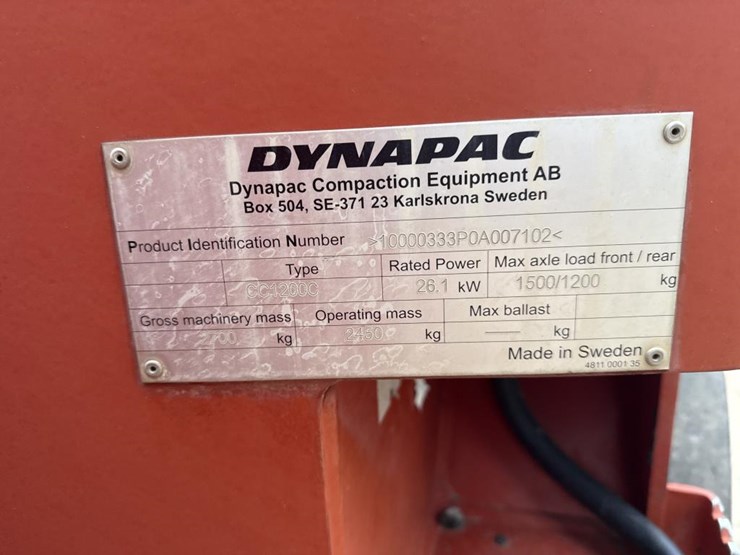 DYNAPAC
Dynapac Compaction Equipment AB
Box 504, SE-371 23 Karlskrona Sweden
Product Identification Number >10000333P0A007102<
Type Rated Power Max axle load front / rear
CC1200C 26.1 kW 1500/1200 kg
Gross machinery mass Operating mass Max ballast
2700 kg kg — kg
Made in Sweden
4811 0001 35